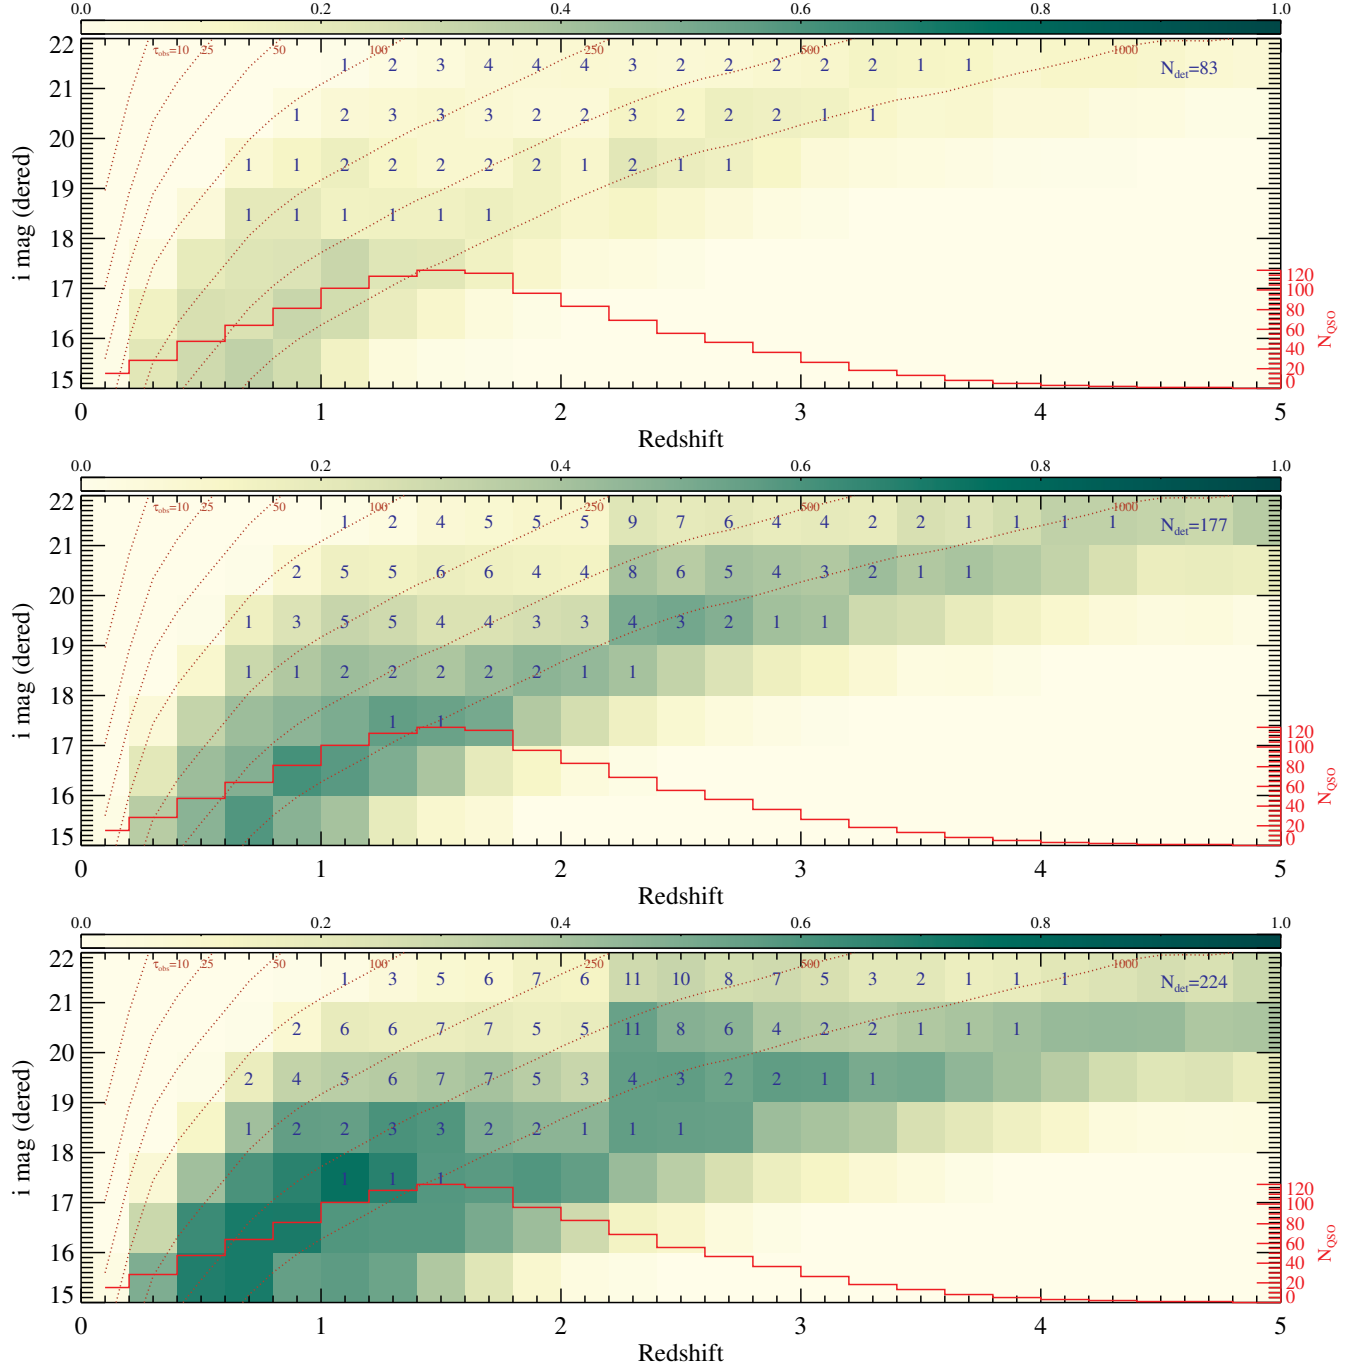 0.0 0.2 0.4 0.6 0.8 1.0
22 τobs=10 25 50 100 250 500 1000
1 2 3 4 4 4 3 2 2 2 2 2 1 1 Ndet=83
21
1 2 3 3 3 2 2 3 2 2 2 1 1
20
1 1 2 2 2 2 2 1 2 1 1
19
1 1 1 1 1 1
18
17
16
15
i mag (dered)
120
100
80
60
40
20
0
NQSO
0 1 2 3 4 5
Redshift
0.0 0.2 0.4 0.6 0.8 1.0
22 τobs=10 25 50 100 250 500 1000
1 2 4 5 5 5 9 7 6 4 4 2 2 1 1 1 1 Ndet=177
21
2 5 5 6 6 4 4 8 6 5 4 3 2 1 1
20
1 3 5 5 4 4 3 3 4 3 2 1 1
19
1 1 2 2 2 2 2 1 1
18
1 1
17
16
15
i mag (dered)
120
100
80
60
40
20
0
NQSO
0 1 2 3 4 5
Redshift
0.0 0.2 0.4 0.6 0.8 1.0
22 τobs=10 25 50 100 250 500 1000
1 3 5 6 7 6 11 10 8 7 5 3 2 1 1 1 Ndet=224
21
2 6 6 7 7 5 5 11 8 6 4 2 2 1 1 1
20
2 4 5 6 7 7 5 3 4 3 2 2 1 1
19
1 2 2 3 3 2 2 1 1 1
18
1 1 1
17
16
15
i mag (dered)
120
100
80
60
40
20
0
NQSO
0 1 2 3 4 5
Redshift